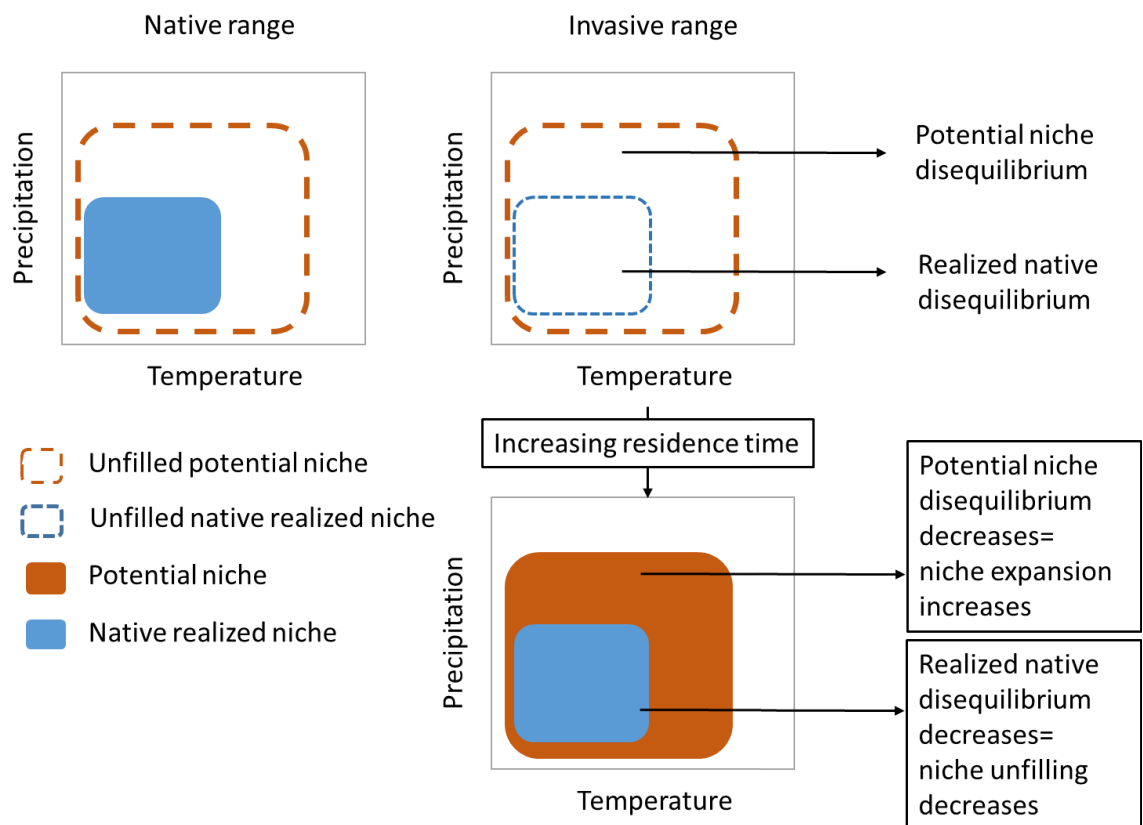 Native range
Invasive range
Precipitation
Temperature
Precipitation
Temperature
Potential niche
disequilibrium
Realized native
disequilibrium
Increasing residence time
Unfilled potential niche
Unfilled native realized niche
Potential niche
Native realized niche
Precipitation
Temperature
Potential niche
disequilibrium
decreases=
niche expansion
increases
Realized native
disequilibrium
decreases=
niche unfilling
decreases